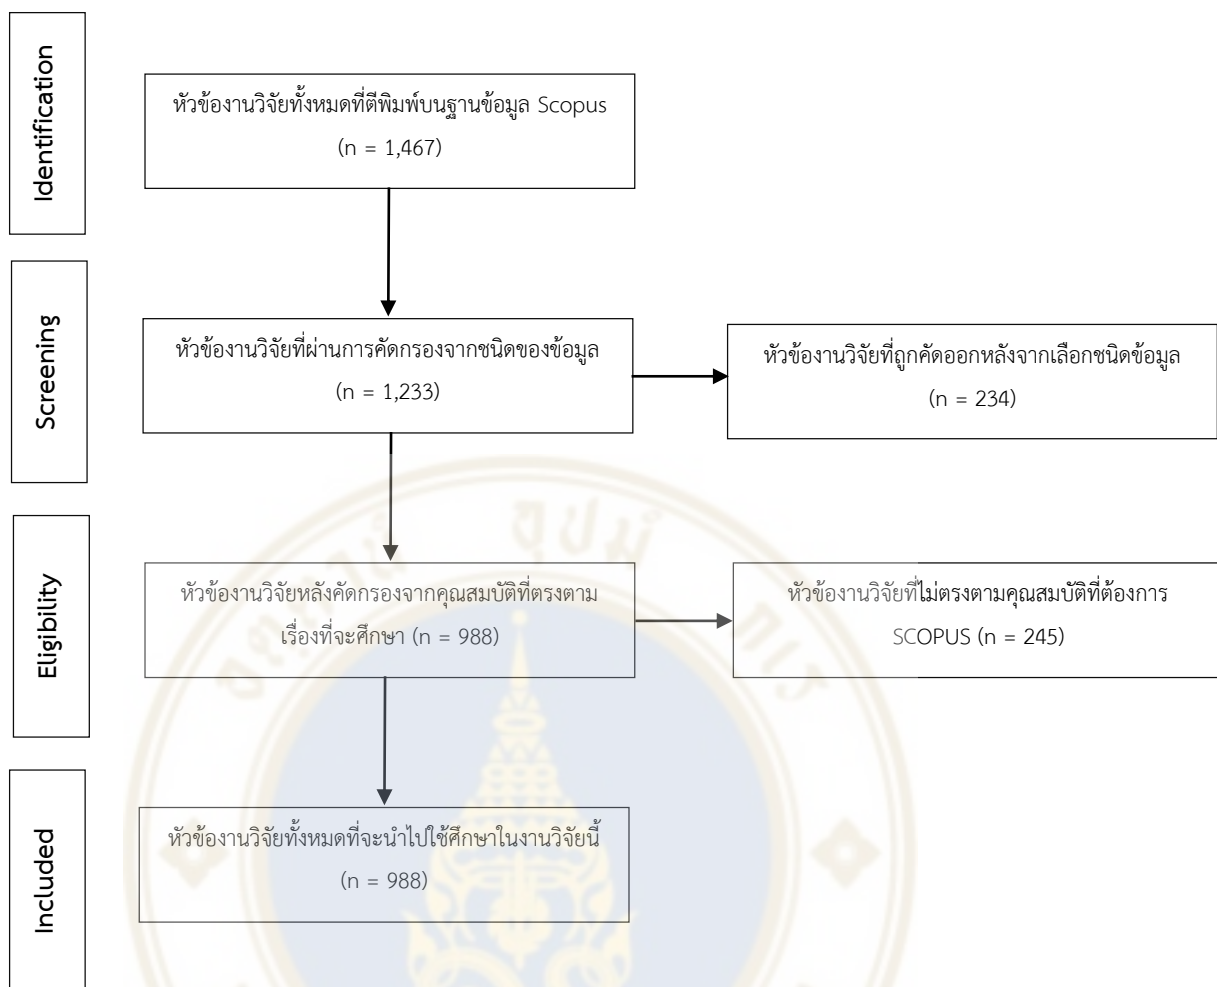 Identification
หัวข้องานวิจัยทั้งหมดที่ตีพิมพ์บนฐานข้อมูล Scopus
(n = 1,467)
Screening
หัวข้องานวิจัยที่ผ่านการคัดกรองจากชนิดของข้อมูล
(n = 1,233)
หัวข้องานวิจัยที่ถูกคัดออกหลังจากเลือกชนิดข้อมูล
(n = 234)
Eligibility
หัวข้องานวิจัยหลังคัดกรองจากคุณสมบัติที่ตรงตาม
เรื่องที่จะศึกษา (n = 988)
หัวข้องานวิจัยที่ไม่ตรงตามคุณสมบัติที่ต้องการ
SCOPUS (n = 245)
Included
หัวข้องานวิจัยทั้งหมดที่จะนำไปใช้ศึกษาในงานวิจัยนี้
(n = 988)